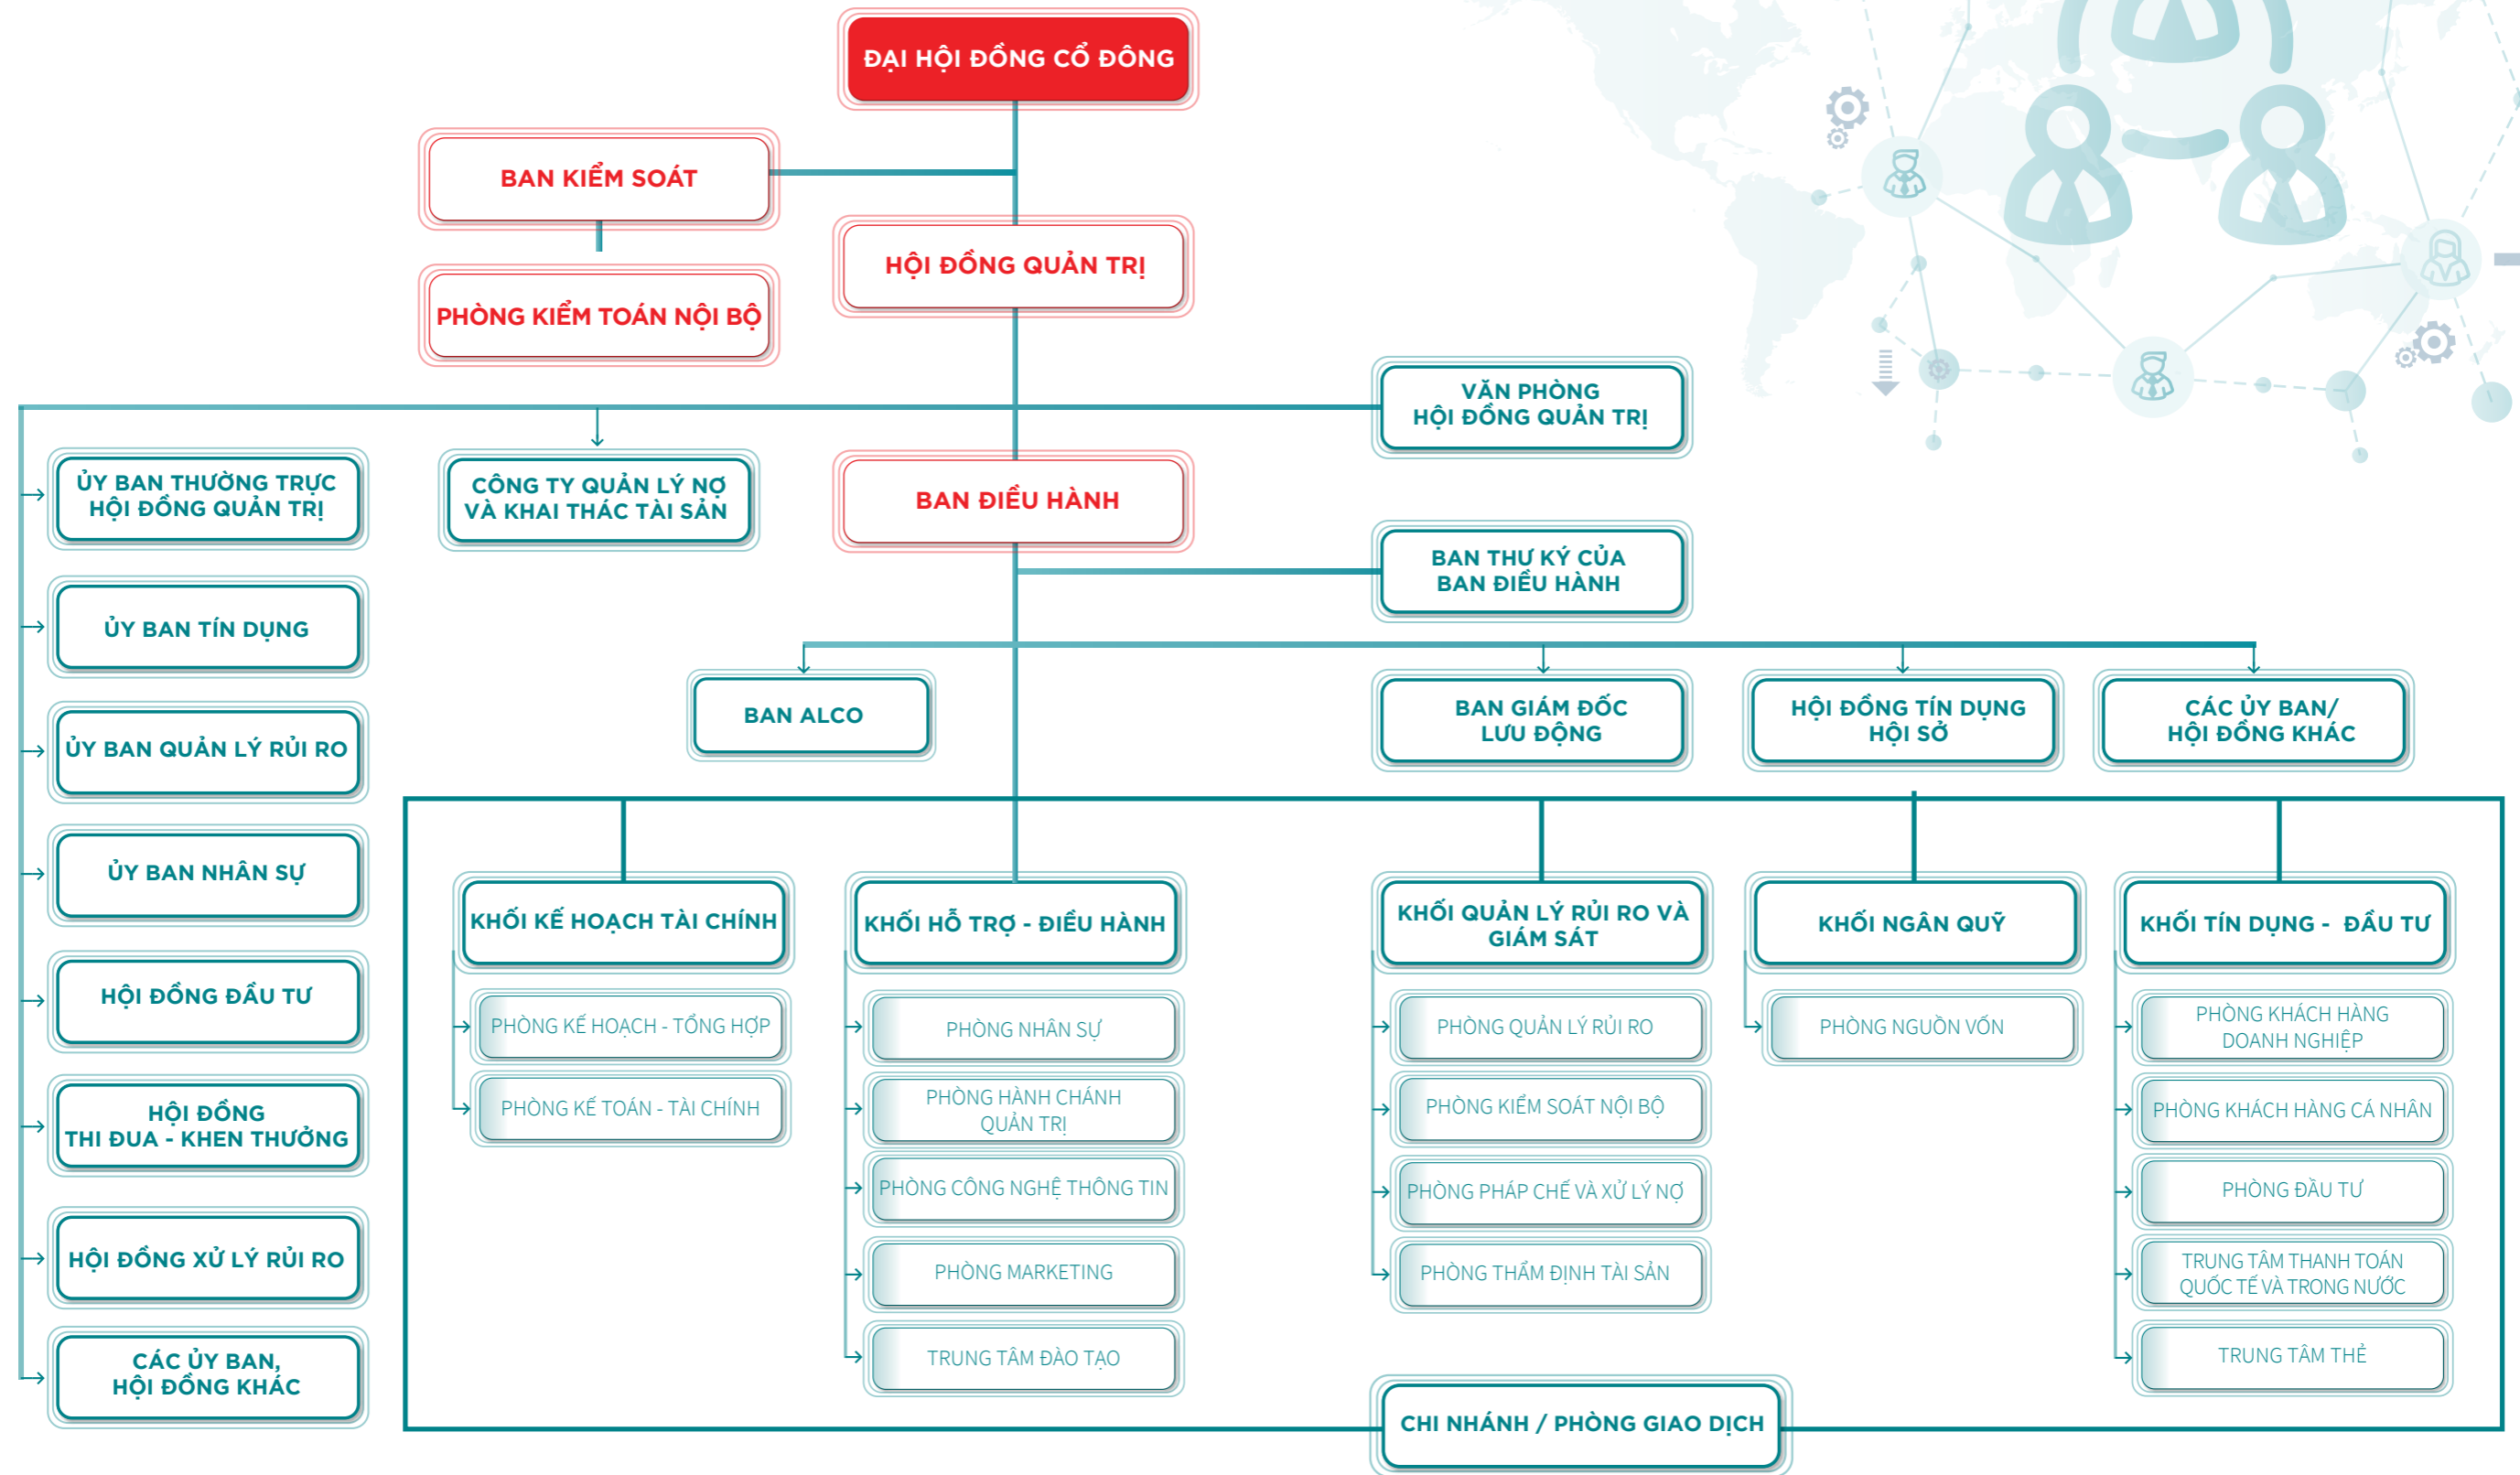 ĐẠI HỘI ĐỒNG CỔ ĐÔNG
BAN KIỂM SOÁT
HỘI ĐỒNG QUẢN TRỊ
PHÒNG KIỂM TOÁN NỘI BỘ
VĂN PHÒNG
HỘI ĐỒNG QUẢN TRỊ
ỦY BAN THƯỜNG TRỰC
HỘI ĐỒNG QUẢN TRỊ
CÔNG TY QUẢN LÝ NỢ
VÀ KHAI THÁC TÀI SẢN
BAN ĐIỀU HÀNH
BAN THƯ KÝ CỦA
BAN ĐIỀU HÀNH
ỦY BAN TÍN DỤNG
ỦY BAN QUẢN LÝ RỦI RO
ỦY BAN NHÂN SỰ
HỘI ĐỒNG ĐẦU TƯ
HỘI ĐỒNG
THI ĐUA - KHEN THƯỞNG
HỘI ĐỒNG XỬ LÝ RỦI RO
CÁC ỦY BAN,
HỘI ĐỒNG KHÁC
BAN ALCO
BAN GIÁM ĐỐC
LƯU ĐỘNG
HỘI ĐỒNG TÍN DỤNG
HỘI SỞ
CÁC ỦY BAN/
HỘI ĐỒNG KHÁC
KHỐI KẾ HOẠCH TÀI CHÍNH
PHÒNG KẾ HOẠCH - TỔNG HỢP
PHÒNG KẾ TOÁN - TÀI CHÍNH
KHỐI HỖ TRỢ - ĐIỀU HÀNH
PHÒNG NHÂN SỰ
PHÒNG HÀNH CHÁNH
QUẢN TRỊ
PHÒNG CÔNG NGHỆ THÔNG TIN
PHÒNG MARKETING
TRUNG TÂM ĐÀO TẠO
KHỐI QUẢN LÝ RỦI RO VÀ
GIÁM SÁT
PHÒNG QUẢN LÝ RỦI RO
PHÒNG KIỂM SOÁT NỘI BỘ
PHÒNG PHÁP CHẾ VÀ XỬ LÝ NỢ
PHÒNG THẨM ĐỊNH TÀI SẢN
KHỐI NGÂN QUỸ
PHÒNG NGUỒN VỐN
KHỐI TÍN DỤNG - ĐẦU TƯ
PHÒNG KHÁCH HÀNG
DOANH NGHIỆP
PHÒNG KHÁCH HÀNG CÁ NHÂN
PHÒNG ĐẦU TƯ
TRUNG TÂM THANH TOÁN
QUỐC TẾ VÀ TRONG NƯỚC
TRUNG TÂM THẺ
CHI NHÁNH / PHÒNG GIAO DỊCH